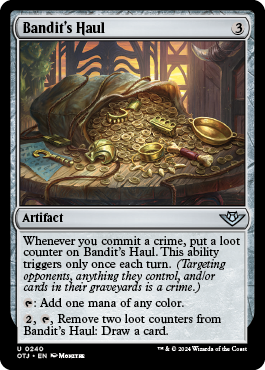 Bandit's Haul 3
Artifact
Whenever you commit a crime, put a loot
counter on Bandit's Haul. This ability
triggers only once each turn. (Targeting
opponents, anything they control, and/or
cards in their graveyards is a crime.)
: Add one mana of any color.
2, , Remove two loot counters from
Bandit's Haul: Draw a card.
U 0240
OTJ • EN Monztre
™ & © 2024 Wizards of the Coast